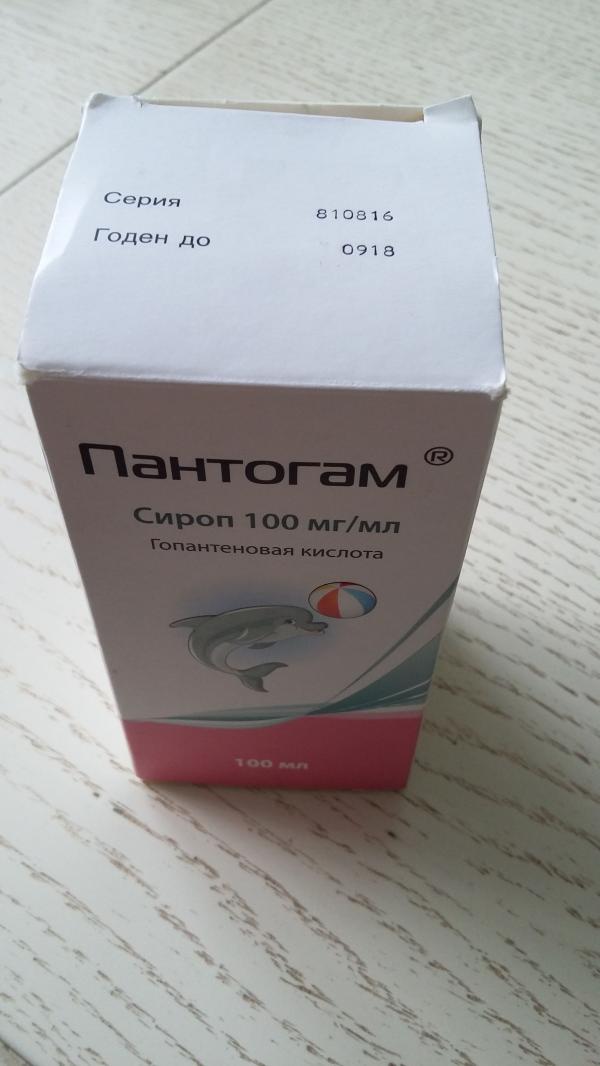 Серия 810816
Годен до 0918
Пантогам ®
Сироп 100 мг/мл
Гопантеновая кислота
100 мл